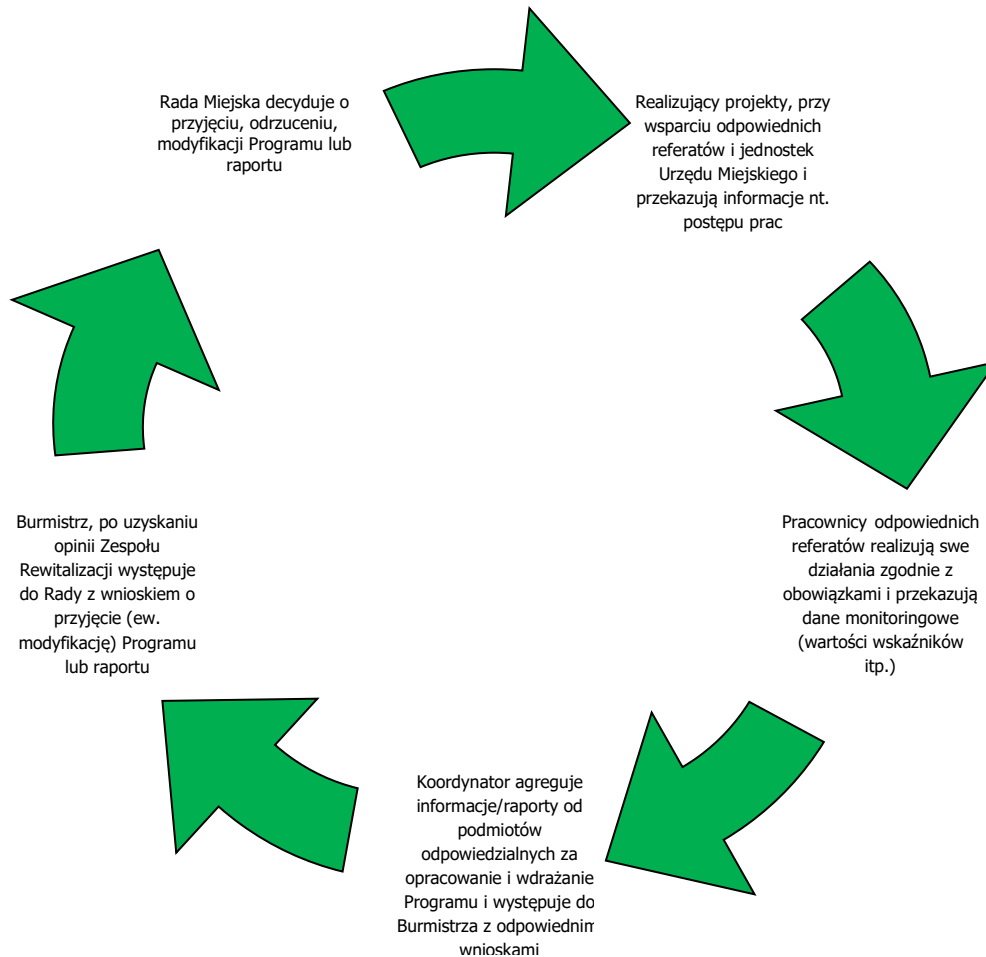 Rada Miejska decyduje o
przyjęciu, odrzuceniu,
modyfikacji Programu lub
raportu
Realizujący projekty, przy
wsparciu odpowiednich
referatów i jednostek
Urzędu Miejskiego i
przekazują informacje nt.
postępu prac
Pracownicy odpowiednich
referatów realizują swe
działania zgodnie z
obowiązkami i przekazują
dane monitoringowe
(wartości wskaźników
itp.)
Koordynator agreguje
informacje/raporty od
podmiotów
odpowiedzialnych za
opracowanie i wdrażanie
Programu i występuje do
Burmistrza z odpowiednim
wnioskami
Burmistrz, po uzyskaniu
opinii Zespołu
Rewitalizacji występuje
do Rady z wnioskiem o
przyjęcie (ew.
modyfikację) Programu
lub raportu